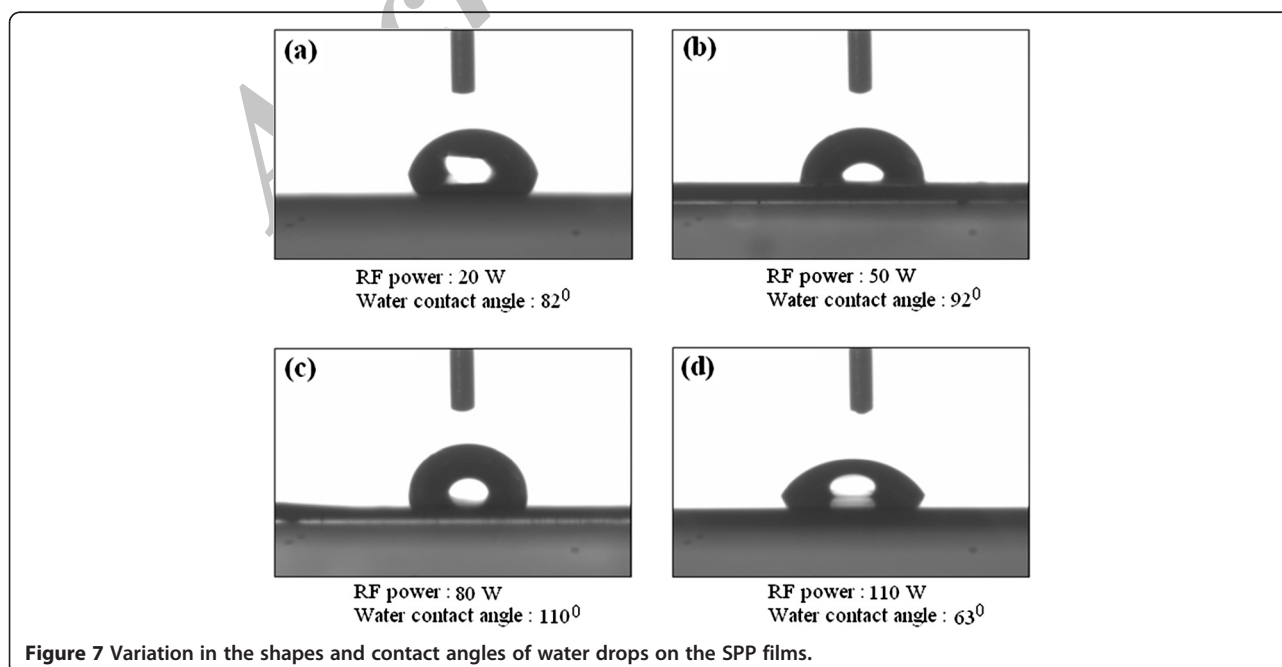 (a)
(b)
RF power : 20 W
Water contact angle : 82⁰
RF power : 50 W
Water contact angle : 92⁰
(c)
(d)
RF power : 80 W
Water contact angle : 110⁰
RF power : 110 W
Water contact angle : 63⁰
Figure 7 Variation in the shapes and contact angles of water drops on the SPP films.